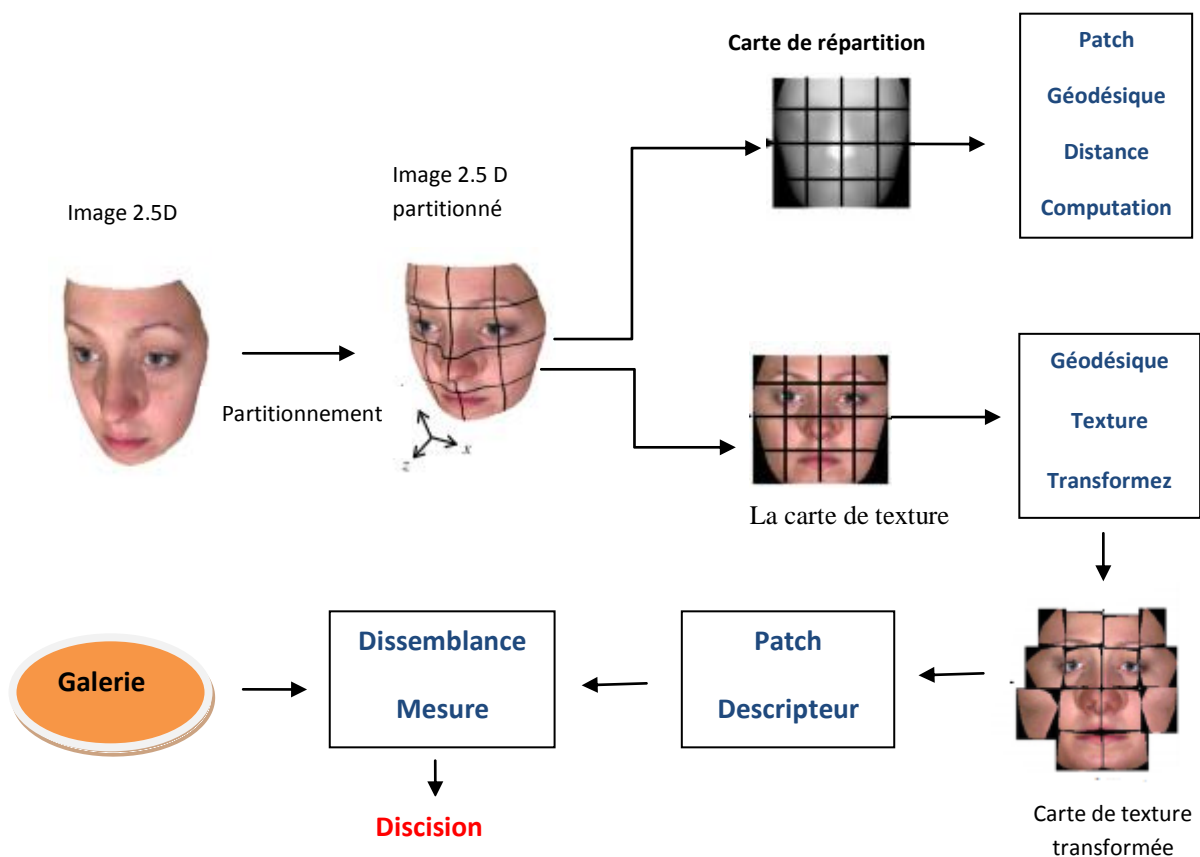 Carte de répartition
Patch
Géodésique
Distance
Computation
Image 2.5D
Image 2.5 D
partitionné
Partitionnement
x
z
La carte de texture
Géodésique
Texture
Transformez
Galerie
Dissemblance
Mesure
Patch
Descripteur
Discision
Carte de texture
transformée